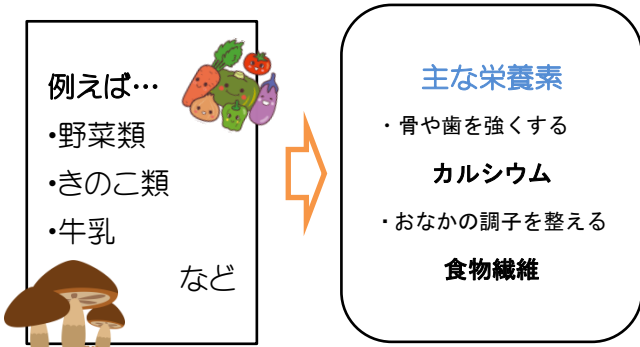 例えば…
・野菜類
・きのこ類
・牛乳
など
主な栄養素
・骨や歯を強くする
カルシウム
・おなかの調子を整える
食物繊維